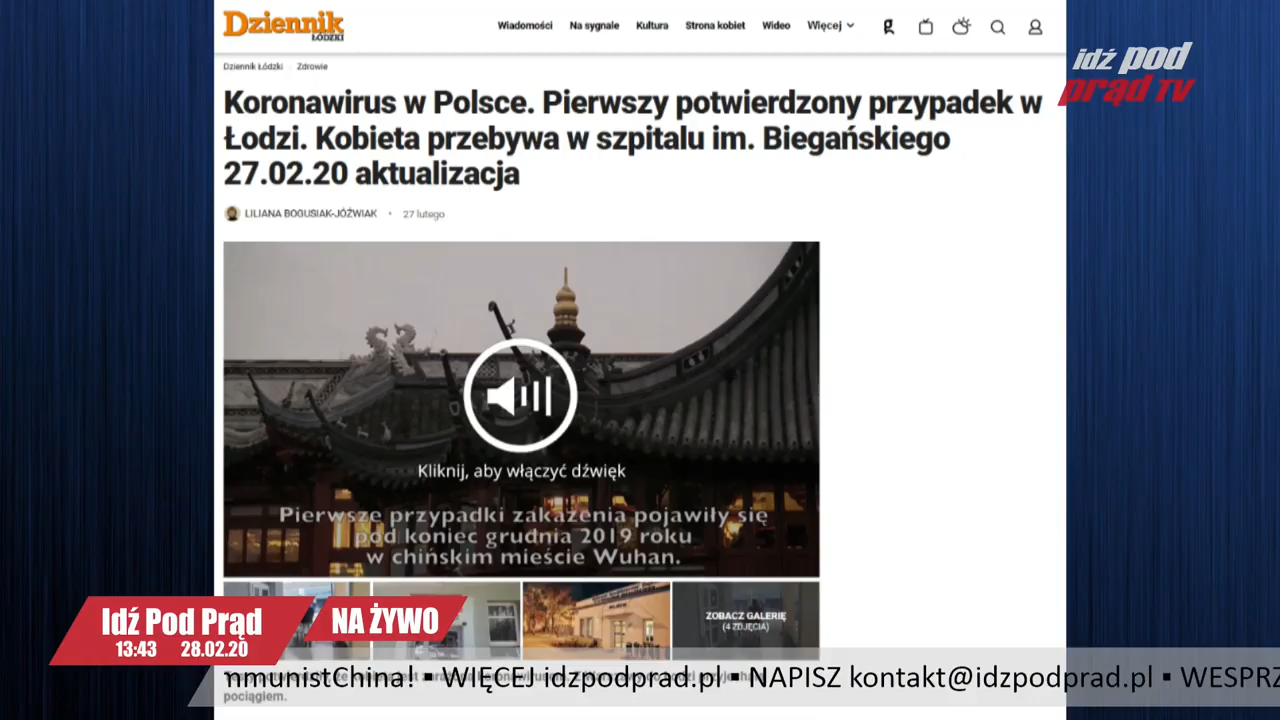 Dziennik
ŁÓDZKI
Wiadomości Na sygnale Kultura Strona kobiet Wideo Więcej
idź pod
prąd TV
Dziennik Łódzki Zdrowie
Koronawirus w Polsce. Pierwszy potwierdzony przypadek w
Łodzi. Kobieta przebywa w szpitalu im. Biegańskiego
27.02.20 aktualizacja
LILIANA BOGUSIAK-JÓŹWIAK • 27 lutego
Kliknij, aby włączyć dźwięk
Pierwsze przypadki zakażenia pojawiły się
pod koniec grudnia 2019 roku
w chińskim mieście Wuhan.
ZOBACZ GALERIĘ
(4 ZDJĘCIA)
Idź Pod Prąd NA ŻYWO
13:43 28.02.20
mmunistChina! ▪ WIĘCEJ idzpodprad.pl ▪ NAPISZ kontakt@idzpodprad.pl ▪ WESPRZ
pociągiem.